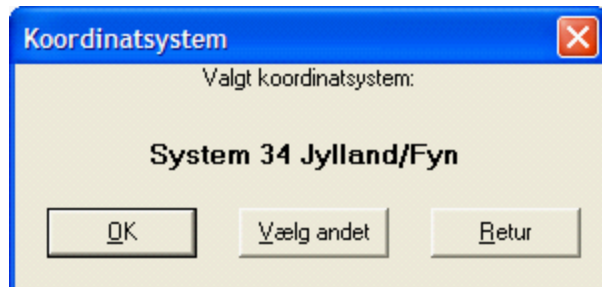 Koordinatsystem
Valgt koordinatsystem:
System 34 Jylland/Fyn
OK Vælg andet Retur